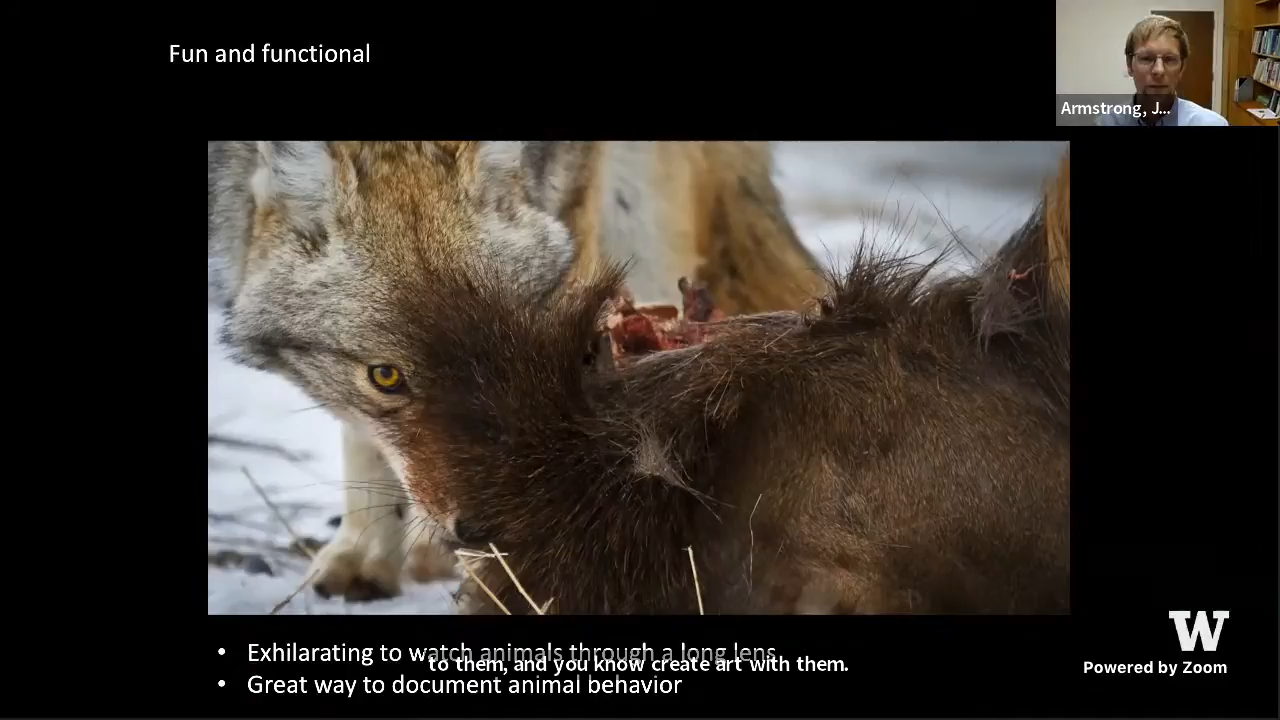 Fun and functional
Armstrong, J...
• Exhilarating to watch animals through a long lens
to them, and you know create art with them.
• Great way to document animal behavior
W
Powered by Zoom